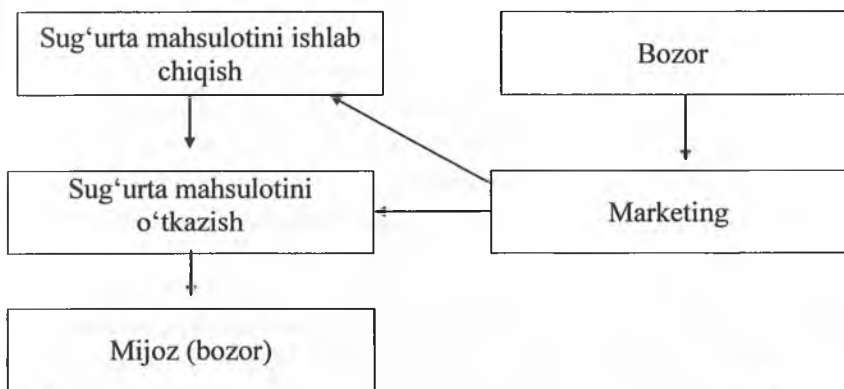 Sug‘urta mahsulotini ishlab
chiqish
Bozor
Sug‘urta mahsulotini
o‘tkazish
Marketing
Mijoz (bozor)